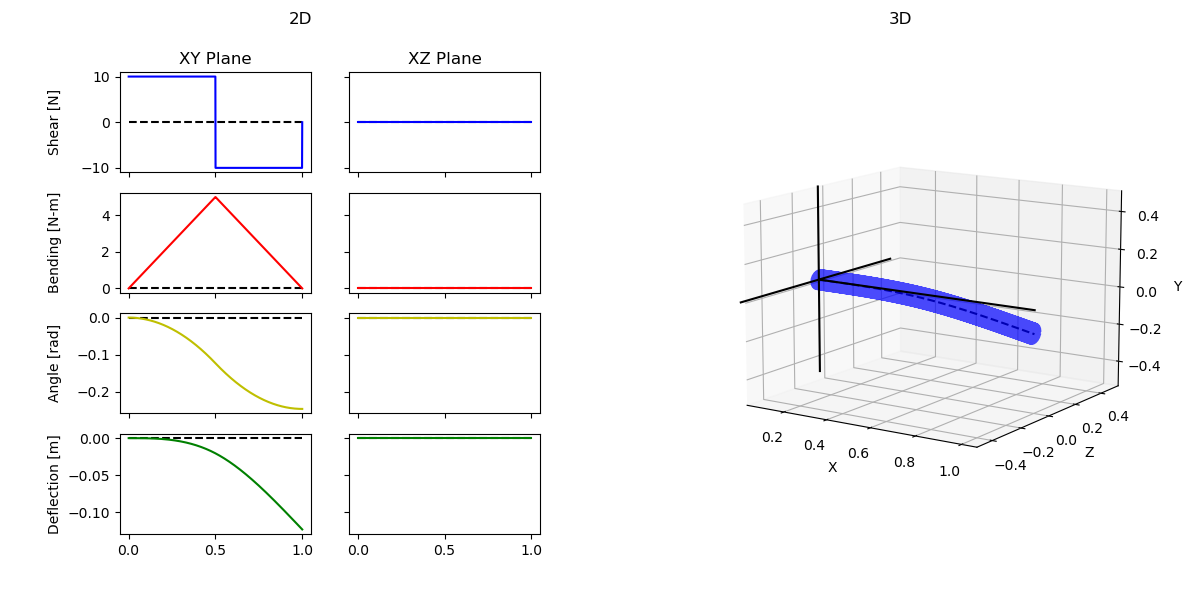 2D
3D
XY Plane
XZ Plane
Shear [N]
10
0
−10
Bending [N-m]
4
2
0
Angle [rad]
0.0
−0.1
−0.2
Deflection [m]
0.00
−0.05
−0.10
0.0 0.5 1.0
0.0 0.5 1.0
0.4
0.2
0.0
−0.2
−0.4
Y
0.2 0.4 0.6 0.8 1.0
X
−0.4 −0.2 0.0 0.2 0.4
Z